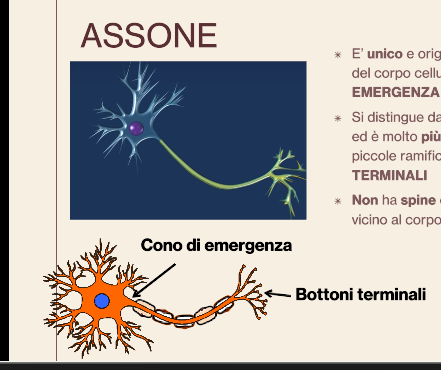 ASSONE
E' unico e orig
del corpo cellu
EMERGENZA
Si distingue da
ed è molto più
piccole ramific
TERMINALI
Non ha spine
vicino al corpo
Cono di emergenza
Bottoni terminali